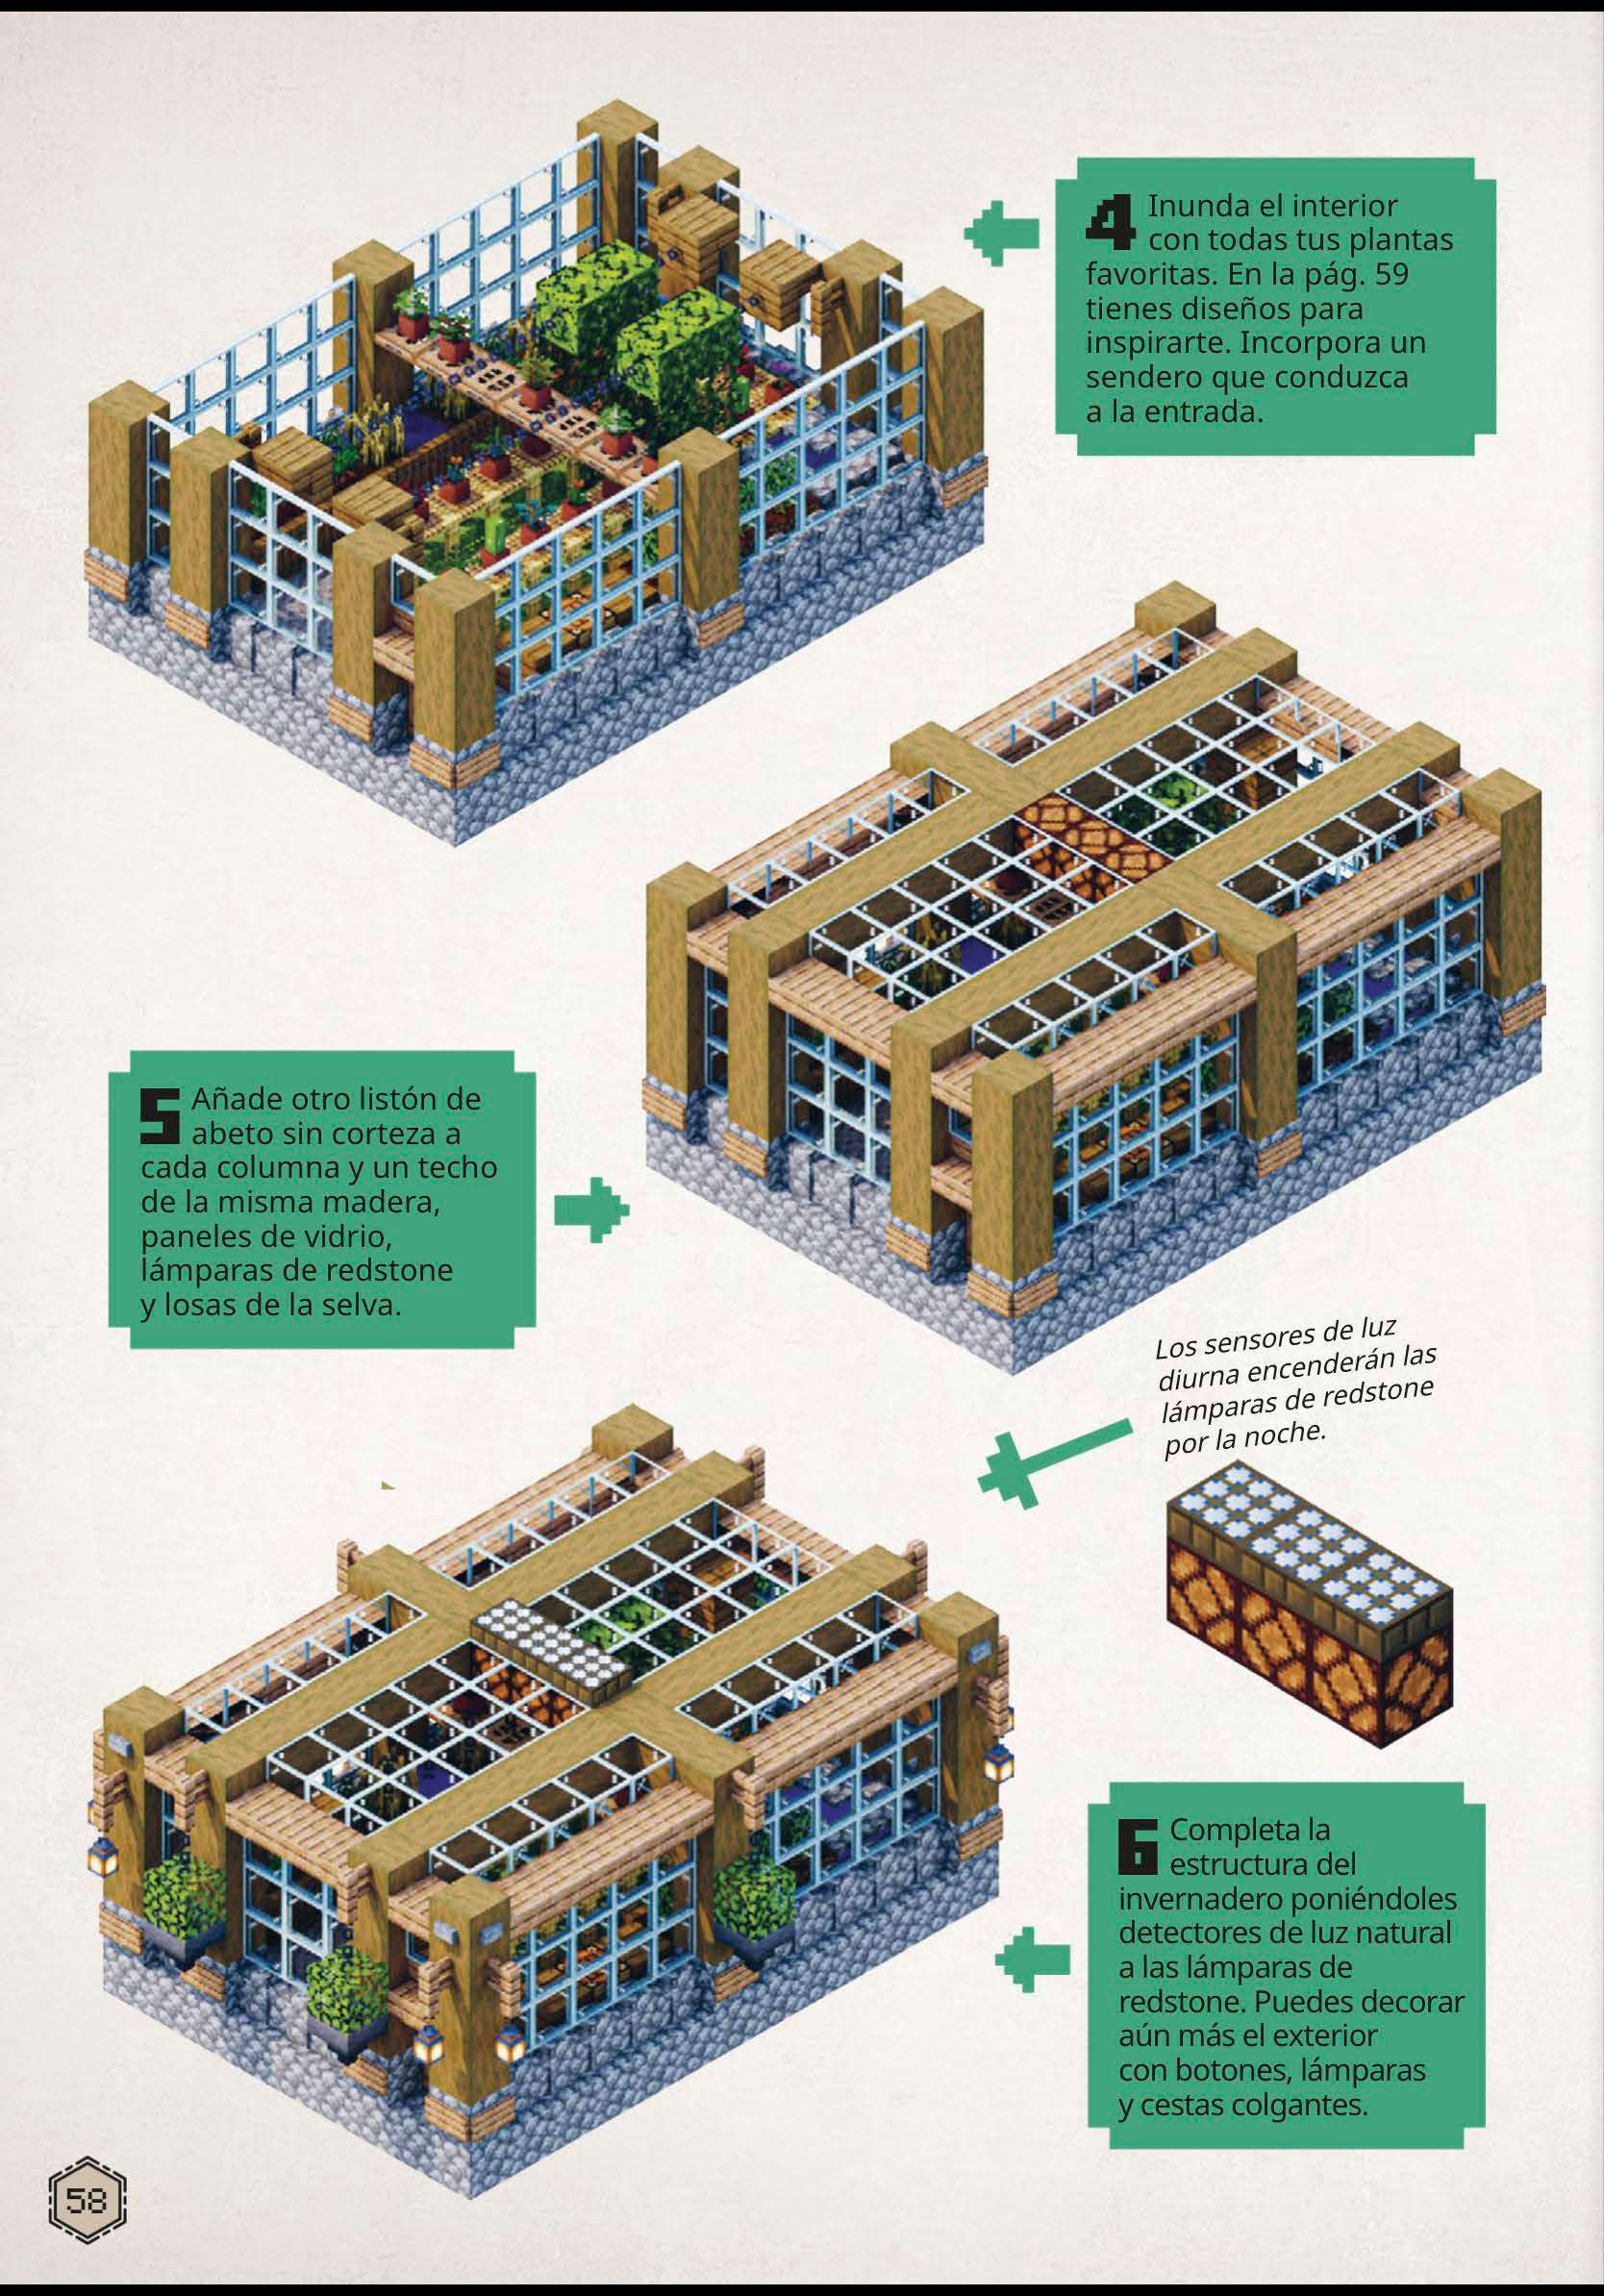 4 Inunda el interior
con todas tus plantas
favoritas. En la pág. 59
tienes diseños para
inspirarte. Incorpora un
sendero que conduzca
a la entrada.
5 Añade otro listón de
abeto sin corteza a
cada columna y un techo
de la misma madera,
paneles de vidrio,
lámparas de redstone
y losas de la selva.
Los sensores de luz
diurna encenderán las
lámparas de redstone
por la noche.
6 Completa la
estructura del
invernadero poniéndoles
detectores de luz natural
a las lámparas de
redstone. Puedes decorar
aún más el exterior
con botones, lámparas
y cestas colgantes.
58